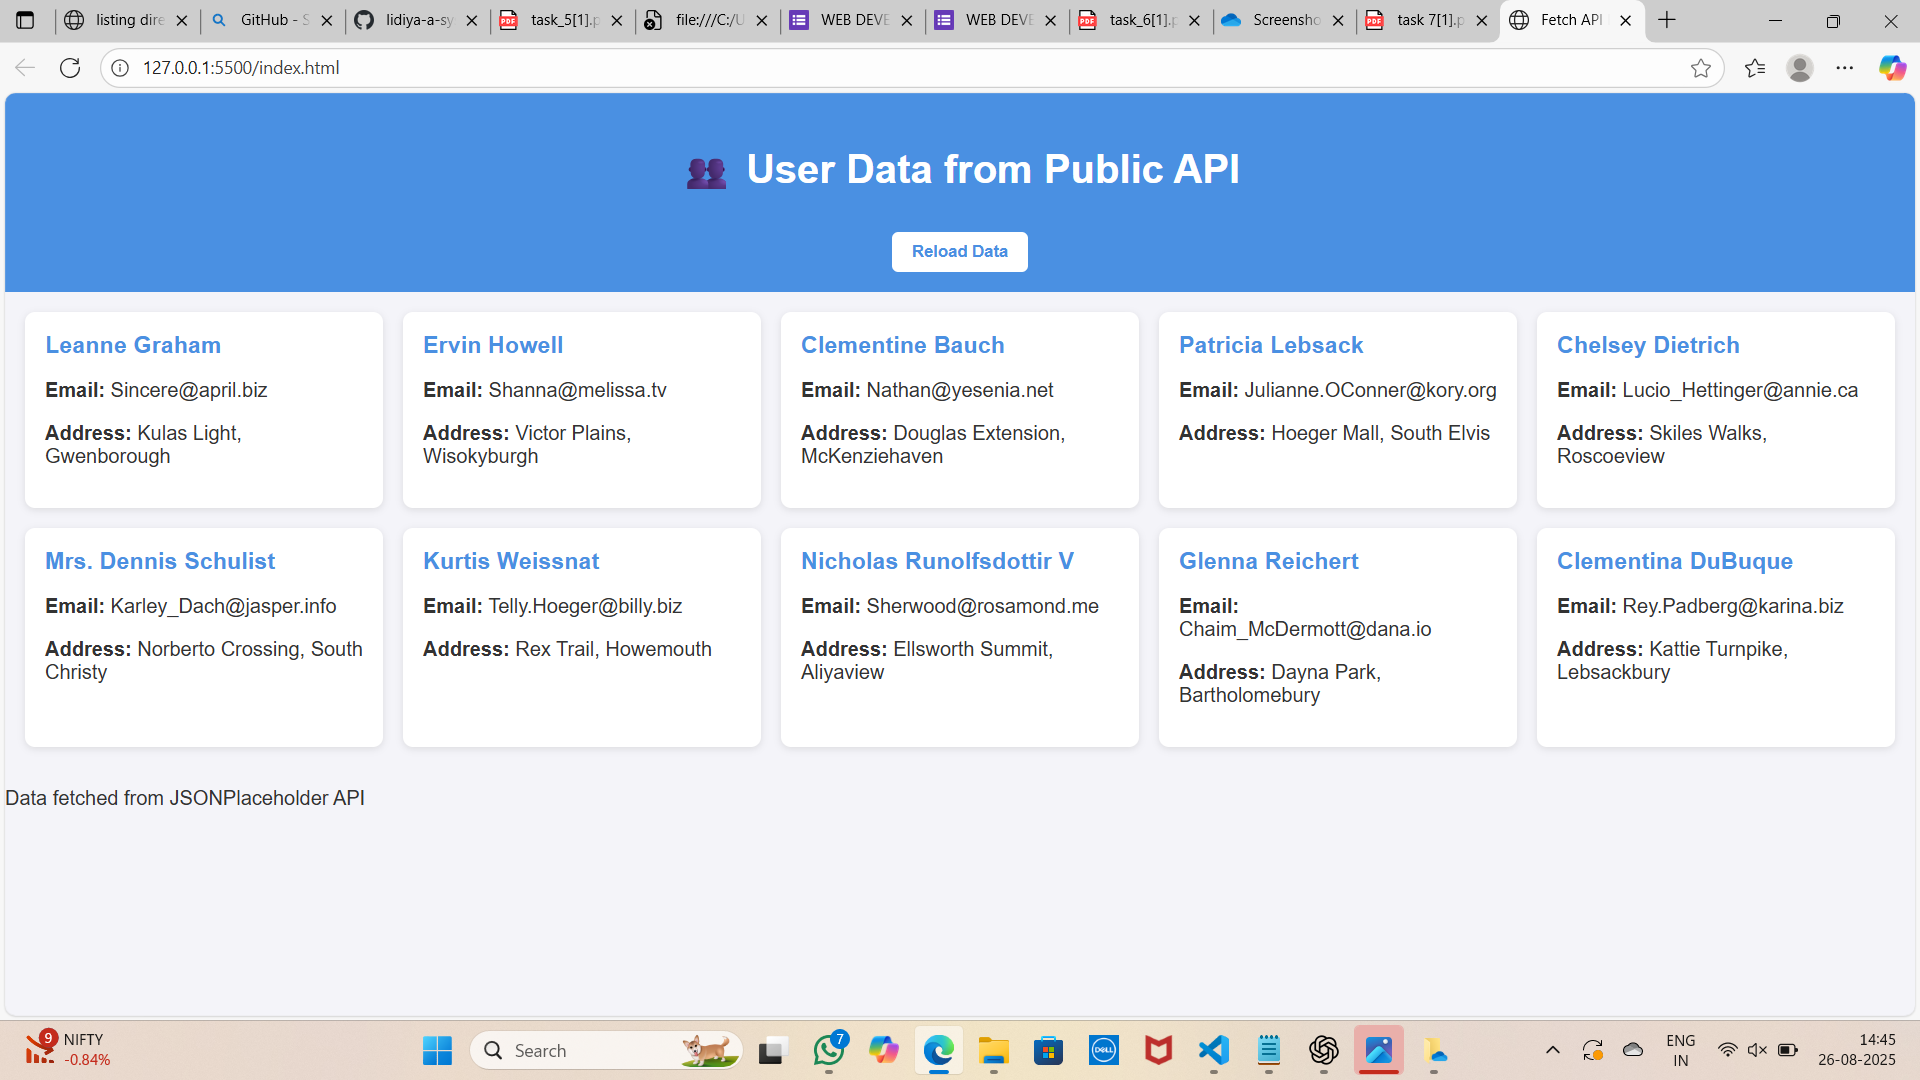 listing dire
GitHub - S
lidiya-a-sy
task_5[1].p
file:///C:/U
WEB DEVE
WEB DEVE
task_6[1].p
Screensho
task 7[1].p
Fetch API
127.0.0.1:5500/index.html
User Data from Public API
Reload Data
Leanne Graham
Email: Sincere@april.biz
Address: Kulas Light,
Gwenborough
Ervin Howell
Email: Shanna@melissa.tv
Address: Victor Plains,
Wisokyburgh
Clementine Bauch
Email: Nathan@yesenia.net
Address: Douglas Extension,
McKenziehaven
Patricia Lebsack
Email: Julianne.OConner@kory.org
Address: Hoeger Mall, South Elvis
Chelsey Dietrich
Email: Lucio_Hettinger@annie.ca
Address: Skiles Walks,
Roscoeview
Mrs. Dennis Schulist
Email: Karley_Dach@jasper.info
Address: Norberto Crossing, South
Christy
Kurtis Weissnat
Email: Telly.Hoeger@billy.biz
Address: Rex Trail, Howemouth
Nicholas Runolfsdottir V
Email: Sherwood@rosamond.me
Address: Ellsworth Summit,
Aliyaview
Glenna Reichert
Email:
Chaim_McDermott@dana.io
Address: Dayna Park,
Bartholomebury
Clementina DuBuque
Email: Rey.Padberg@karina.biz
Address: Kattie Turnpike,
Lebsackbury
Data fetched from JSONPlaceholder API
9
NIFTY
-0.84%
Search
7
DELL
ENG
IN
14:45
26-08-2025